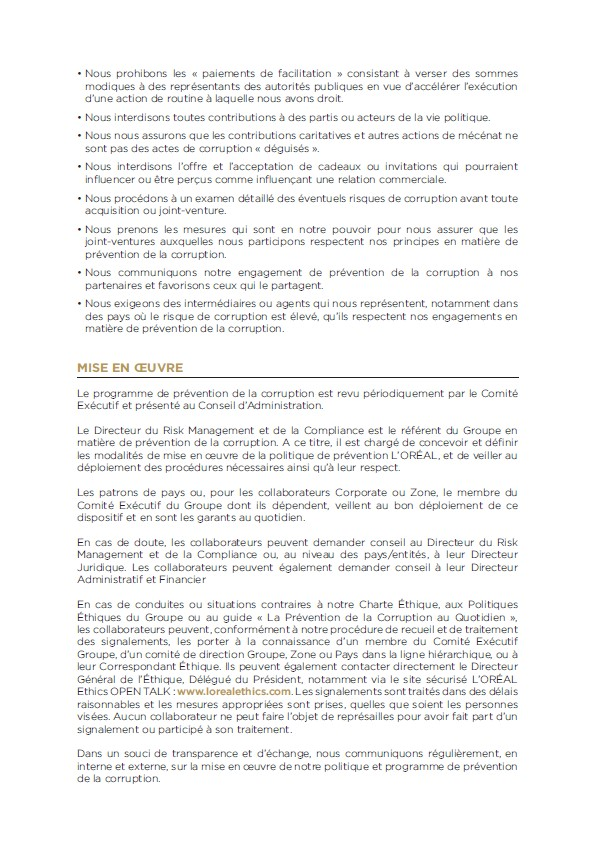 • Nous prohibons les « paiements de facilitation » consistant à verser des sommes
modiques à des représentants des autorités publiques en vue d'accélérer l'exécution
d'une action de routine à laquelle nous avons droit.
• Nous interdisons toutes contributions à des partis ou acteurs de la vie politique.
• Nous nous assurons que les contributions caritatives et autres actions de mécénat ne
sont pas des actes de corruption « déguisés ».
• Nous interdisons l'offre et l'acceptation de cadeaux ou invitations qui pourraient
influencer ou être perçus comme influençant une relation commerciale.
• Nous procédons à un examen détaillé des éventuels risques de corruption avant toute
acquisition ou joint-venture.
• Nous prenons les mesures qui sont en notre pouvoir pour nous assurer que les
joint-ventures auxquelles nous participons respectent nos principes en matière de
prévention de la corruption.
• Nous communiquons notre engagement de prévention de la corruption à nos
partenaires et favorisons ceux qui le partagent.
• Nous exigeons des intermédiaires ou agents qui nous représentent, notamment dans
des pays où le risque de corruption est élevé, qu'ils respectent nos engagements en
matière de prévention de la corruption.
MISE EN ŒUVRE
Le programme de prévention de la corruption est revu périodiquement par le Comité
Exécutif et présenté au Conseil d'Administration.
Le Directeur du Risk Management et de la Compliance est le référent du Groupe en
matière de prévention de la corruption. A ce titre, il est chargé de concevoir et définir
les modalités de mise en œuvre de la politique de prévention L'ORÉAL, et de veiller au
déploiement des procédures nécessaires ainsi qu'à leur respect.
Les patrons de pays ou, pour les collaborateurs Corporate ou Zone, le membre du
Comité Exécutif du Groupe dont ils dépendent, veillent au bon déploiement de ce
dispositif et en sont les garants au quotidien.
En cas de doute, les collaborateurs peuvent demander conseil au Directeur du Risk
Management et de la Compliance ou, au niveau des pays/entités, à leur Directeur
Juridique. Les collaborateurs peuvent également demander conseil à leur Directeur
Administratif et Financier
En cas de conduites ou situations contraires à notre Charte Éthique, aux Politiques
Éthiques du Groupe ou au guide « La Prévention de la Corruption au Quotidien »,
les collaborateurs peuvent, conformément à notre procédure de recueil et de traitement
des signalements, les porter à la connaissance d'un membre du Comité Exécutif
Groupe, d'un comité de direction Groupe, Zone ou Pays dans la ligne hiérarchique, ou à
leur Correspondant Éthique. Ils peuvent également contacter directement le Directeur
Général de l'Éthique, Délégué du Président, notamment via le site sécurisé L'ORÉAL
Ethics OPEN TALK : www.lorealethics.com. Les signalements sont traités dans des délais
raisonnables et les mesures appropriées sont prises, quelles que soient les personnes
visées. Aucun collaborateur ne peut faire l'objet de représailles pour avoir fait part d'un
signalement ou participé à son traitement.
Dans un souci de transparence et d'échange, nous communiquons régulièrement, en
interne et externe, sur la mise en œuvre de notre politique et programme de prévention
de la corruption.